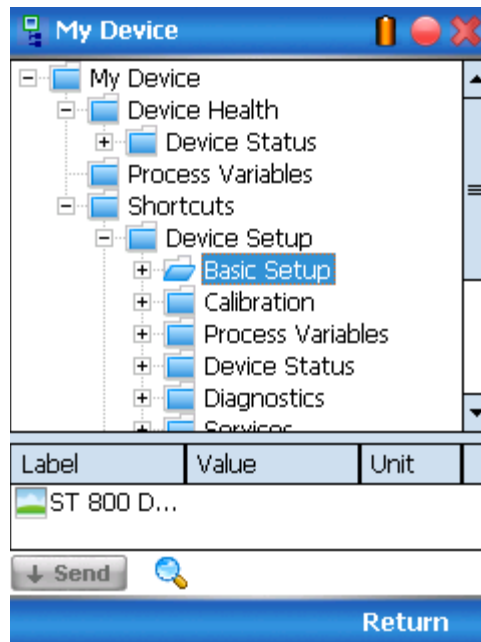 My Device
My Device
Device Health
Device Status
Process Variables
Shortcuts
Device Setup
Basic Setup
Calibration
Process Variables
Device Status
Diagnostics
Services
Label Value Unit
ST 800 D...
Send
Return